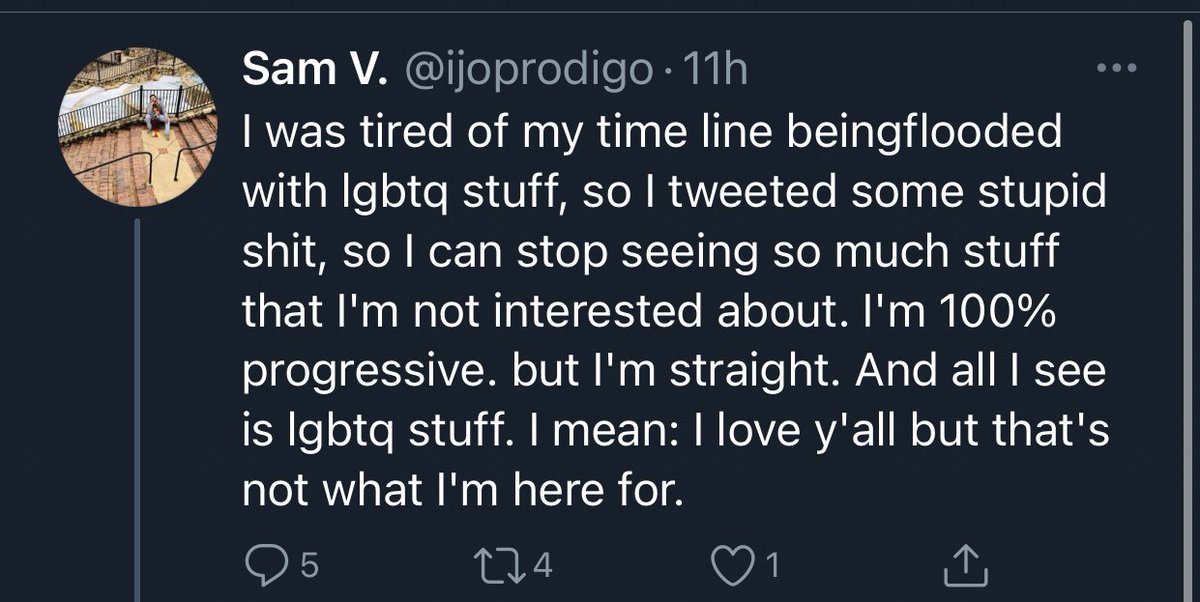 Sam V. @ijoprodigo · 11h
I was tired of my time line beingflooded
with lgbtq stuff, so I tweeted some stupid
shit, so I can stop seeing so much stuff
that I'm not interested about. I'm 100%
progressive. but I'm straight. And all I see
is lgbtq stuff. I mean: I love y'all but that's
not what I'm here for.
5 4 1